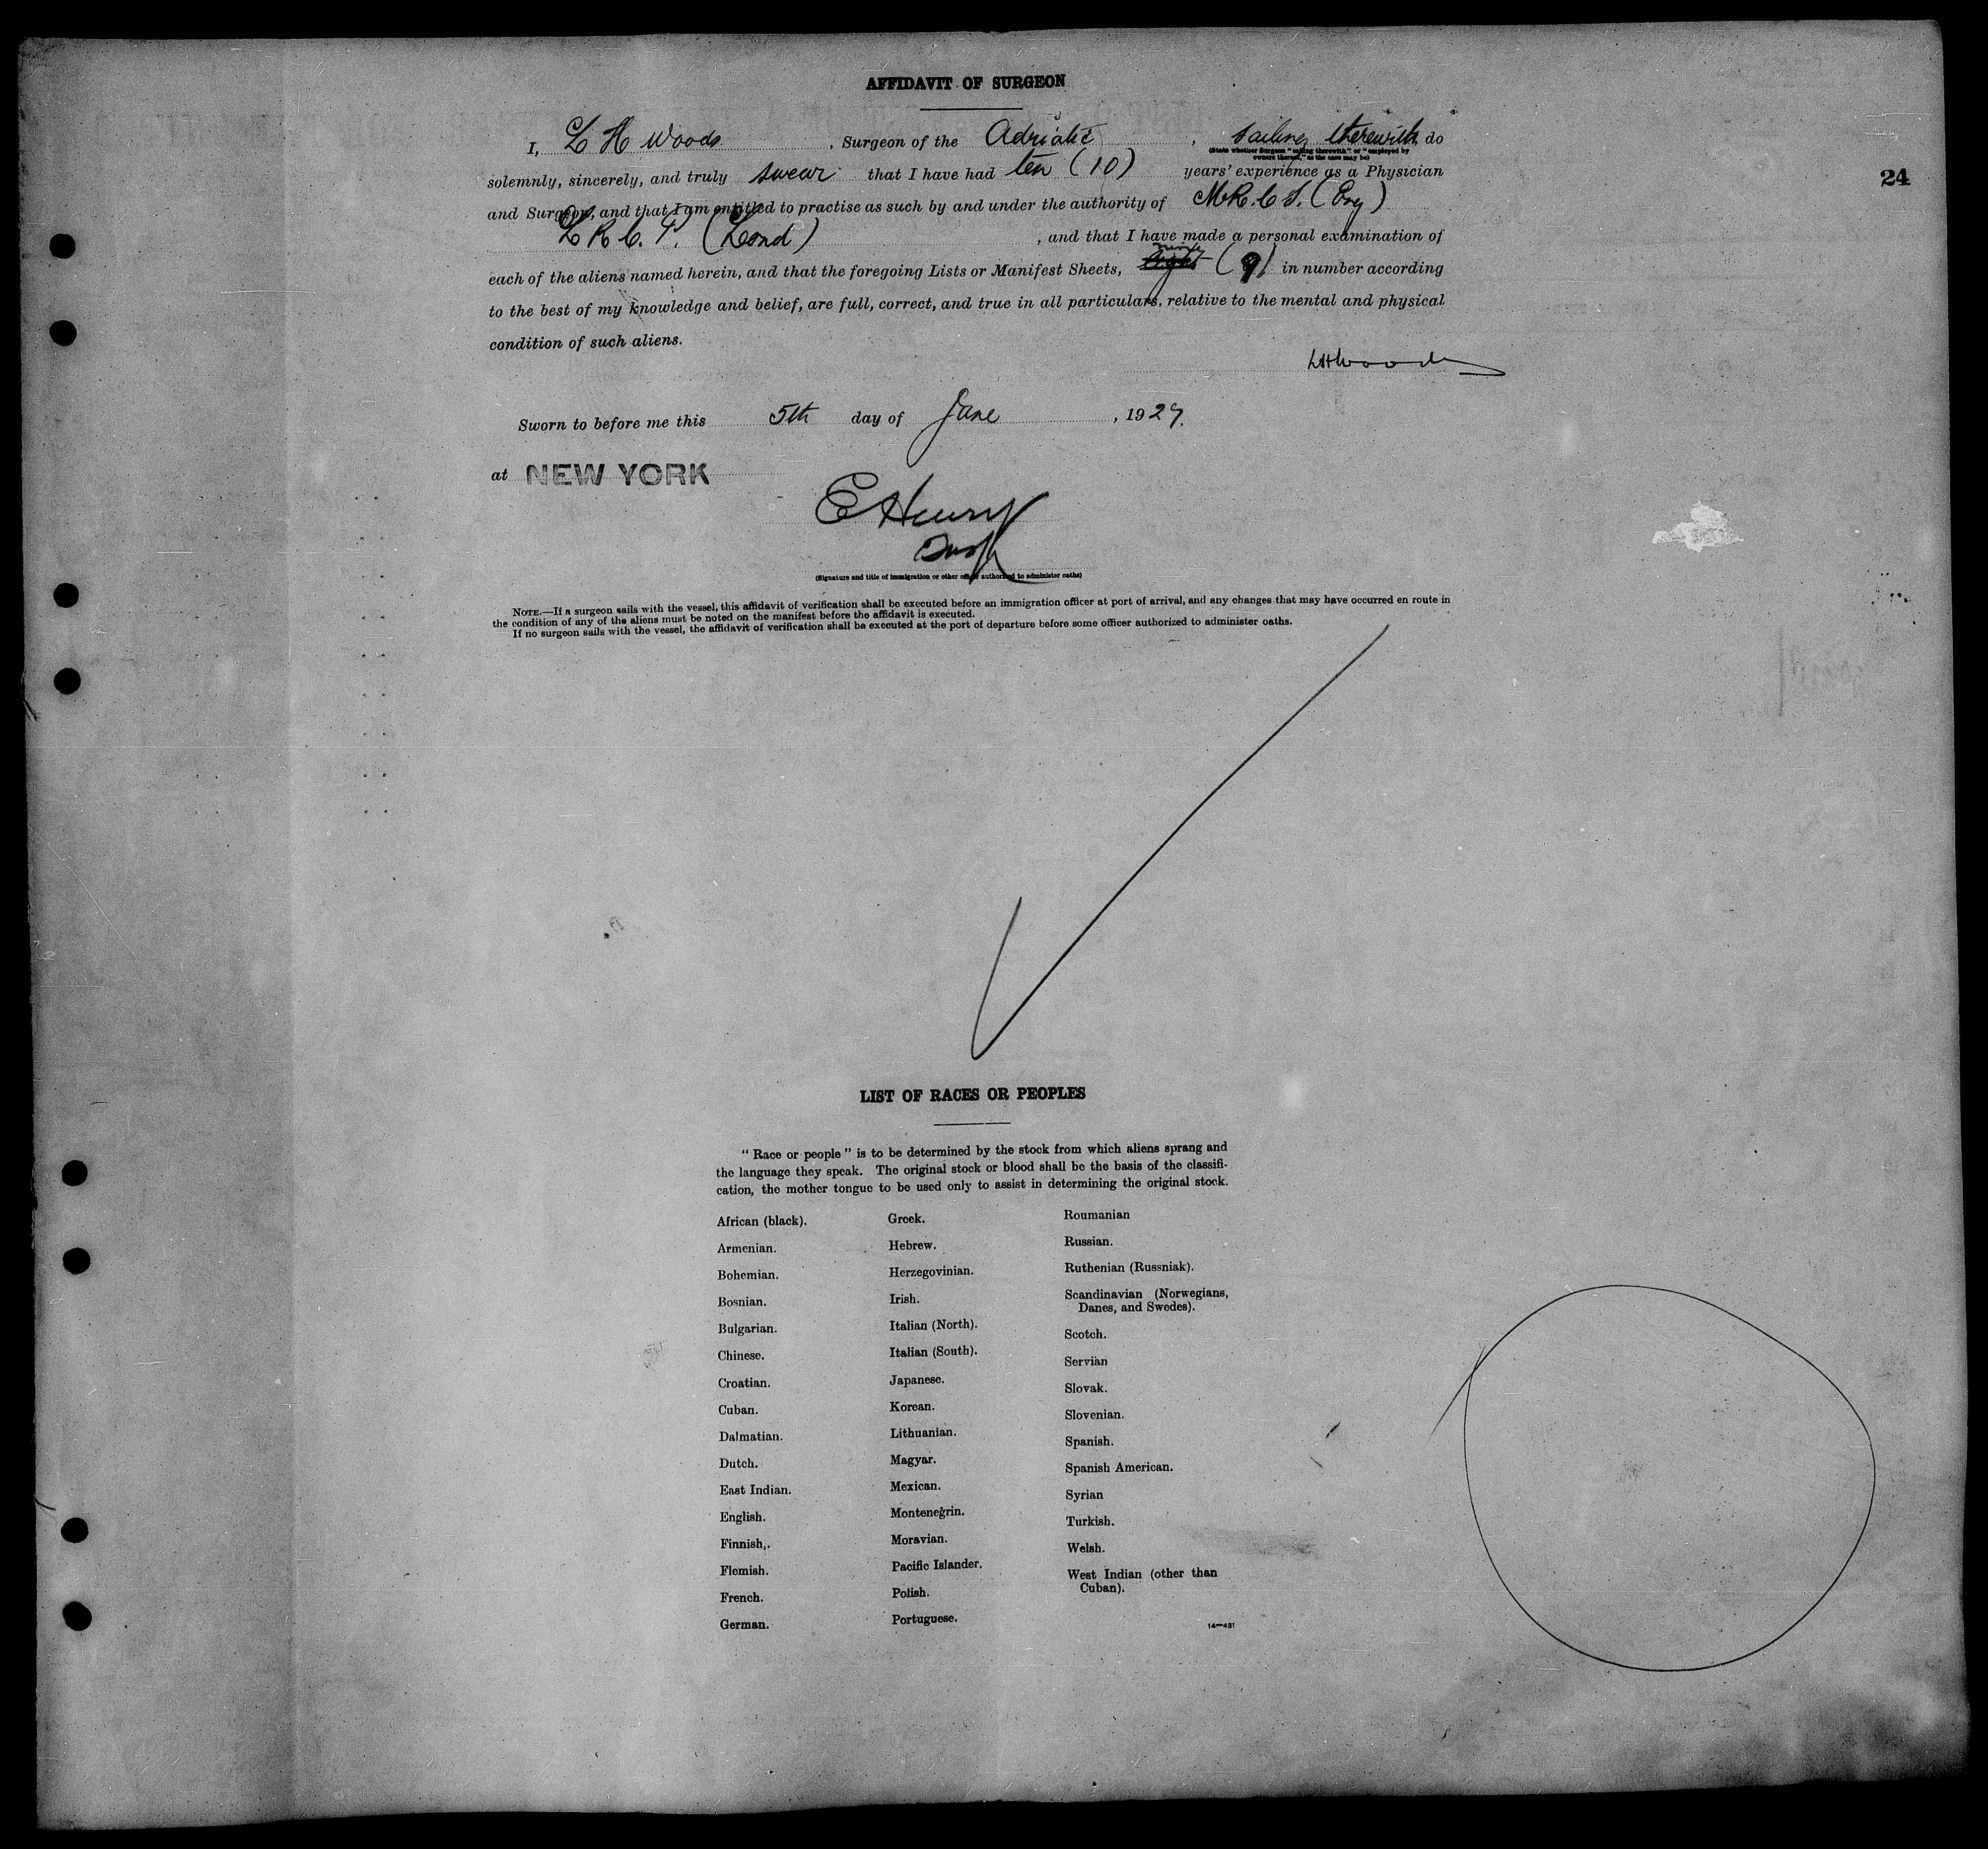 AFFIDAVIT OF SURGEON
24
I, L H Woods, Surgeon of the Adriatic, sailing therewith do
(State whether Surgeon "sailing therewith" or "employed by
owners thereof," as the case may be)
solemnly, sincerely, and truly swear that I have had ten (10) years' experience as a Physician
and Surgeon, and that I am entitled to practise as such by and under the authority of M.R.C.S. (Eng)
L R C. P. (Lond), and that I have made a personal examination of
nine
each of the aliens named herein, and that the foregoing Lists or Manifest Sheets, Eight (9) in number according
to the best of my knowledge and belief, are full, correct, and true in all particulars, relative to the mental and physical
condition of such aliens.
LHWoods
Sworn to before me this 5th day of June, 1927.
at NEW YORK
E Henry
(Signature and title of immigration or other officer authorized to administer oaths)
NOTE.—If a surgeon sails with the vessel, this affidavit of verification shall be executed before an immigration officer at port of arrival, and any changes that may have occurred en route in
the condition of any of the aliens must be noted on the manifest before the affidavit is executed.
If no surgeon sails with the vessel, the affidavit of verification shall be executed at the port of departure before some officer authorized to administer oaths.
LIST OF RACES OR PEOPLES
"Race or people" is to be determined by the stock from which aliens sprang and
the language they speak. The original stock or blood shall be the basis of the classifi-
cation, the mother tongue to be used only to assist in determining the original stock.
African (black).
Armenian.
Bohemian.
Bosnian.
Bulgarian.
Chinese.
Croatian.
Cuban.
Dalmatian.
Dutch.
East Indian.
English.
Finnish,.
Flemish.
French.
German.
Greek.
Hebrew.
Herzegovinian.
Irish.
Italian (North).
Italian (South).
Japanese.
Korean.
Lithuanian.
Magyar.
Mexican.
Montenegrin.
Moravian.
Pacific Islander.
Polish.
Portuguese.
Roumanian
Russian.
Ruthenian (Russniak).
Scandinavian (Norwegians,
Danes, and Swedes).
Scotch.
Servian
Slovak.
Slovenian.
Spanish.
Spanish American.
Syrian
Turkish.
Welsh.
West Indian (other than
Cuban).
14—431